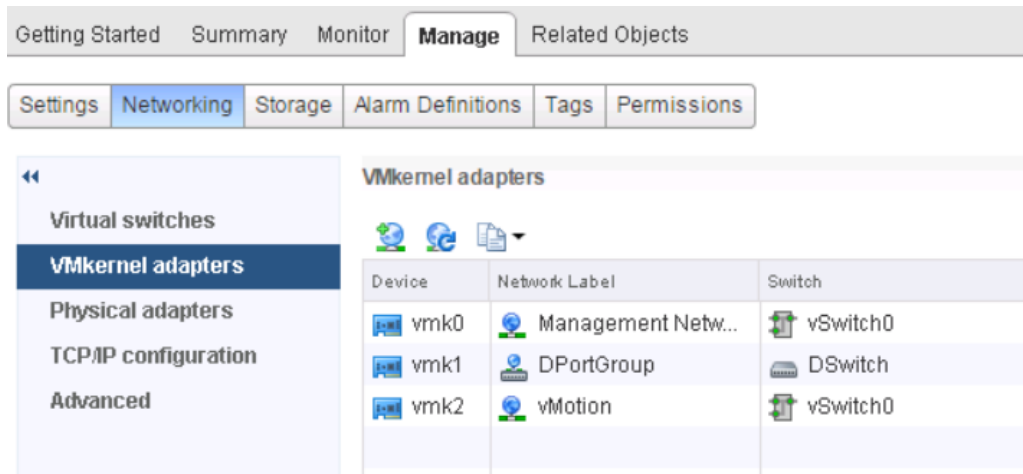 Getting Started Summary Monitor Manage Related Objects
Settings Networking Storage Alarm Definitions Tags Permissions
VMkernel adapters
Virtual switches
VMkernel adapters
Physical adapters
TCP/IP configuration
Advanced
Device Network Label Switch
vmk0 Management Netw... vSwitch0
vmk1 DPortGroup DSwitch
vmk2 vMotion vSwitch0